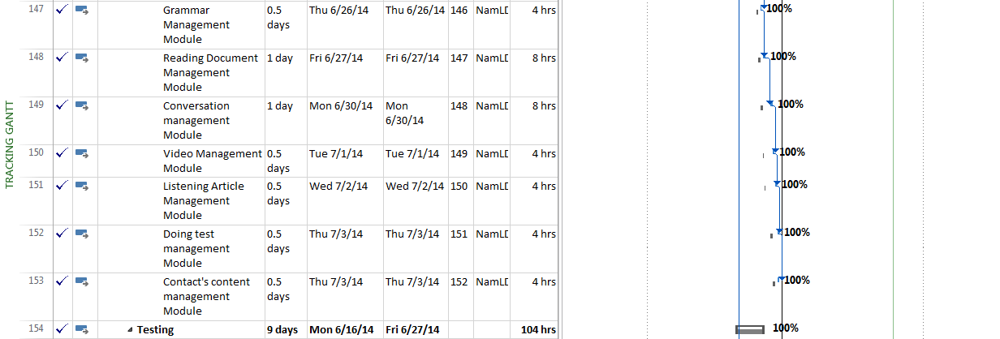 TRACKING GANTT
147 Grammar 0.5 Thu 6/26/14 Thu 6/26/14 146 NamLD 4 hrs 100%
Management days
Module
148 Reading Document 1 day Fri 6/27/14 Fri 6/27/14 147 NamLD 8 hrs 100%
Management
Module
149 Conversation 1 day Mon 6/30/14 Mon 148 NamLD 8 hrs 100%
management 6/30/14
Module
150 Video Management 0.5 Tue 7/1/14 Tue 7/1/14 149 NamLD 4 hrs 100%
Module days
151 Listening Article 0.5 Wed 7/2/14 Wed 7/2/14 150 NamLD 4 hrs 100%
Management days
Module
152 Doing test 0.5 Thu 7/3/14 Thu 7/3/14 151 NamLD 4 hrs 100%
management days
Module
153 Contact's content 0.5 Thu 7/3/14 Thu 7/3/14 152 NamLD 4 hrs 100%
management days
Module
154 Testing 9 days Mon 6/16/14 Fri 6/27/14 104 hrs 100%